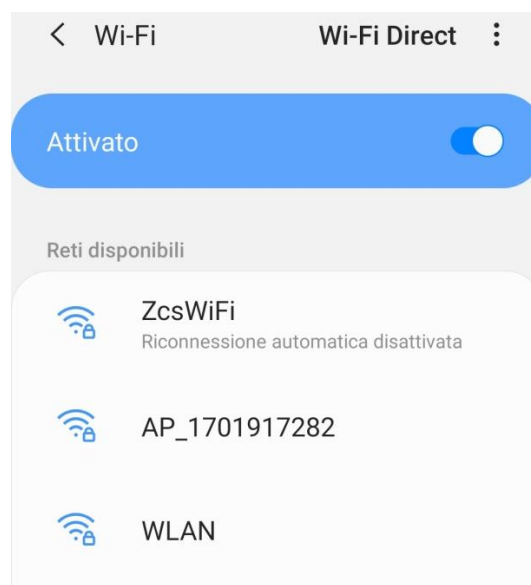 Wi-Fi
Wi-Fi Direct
Attivato
Reti disponibili
ZcsWiFi
Riconnessione automatica disattivata
AP_1701917282
WLAN